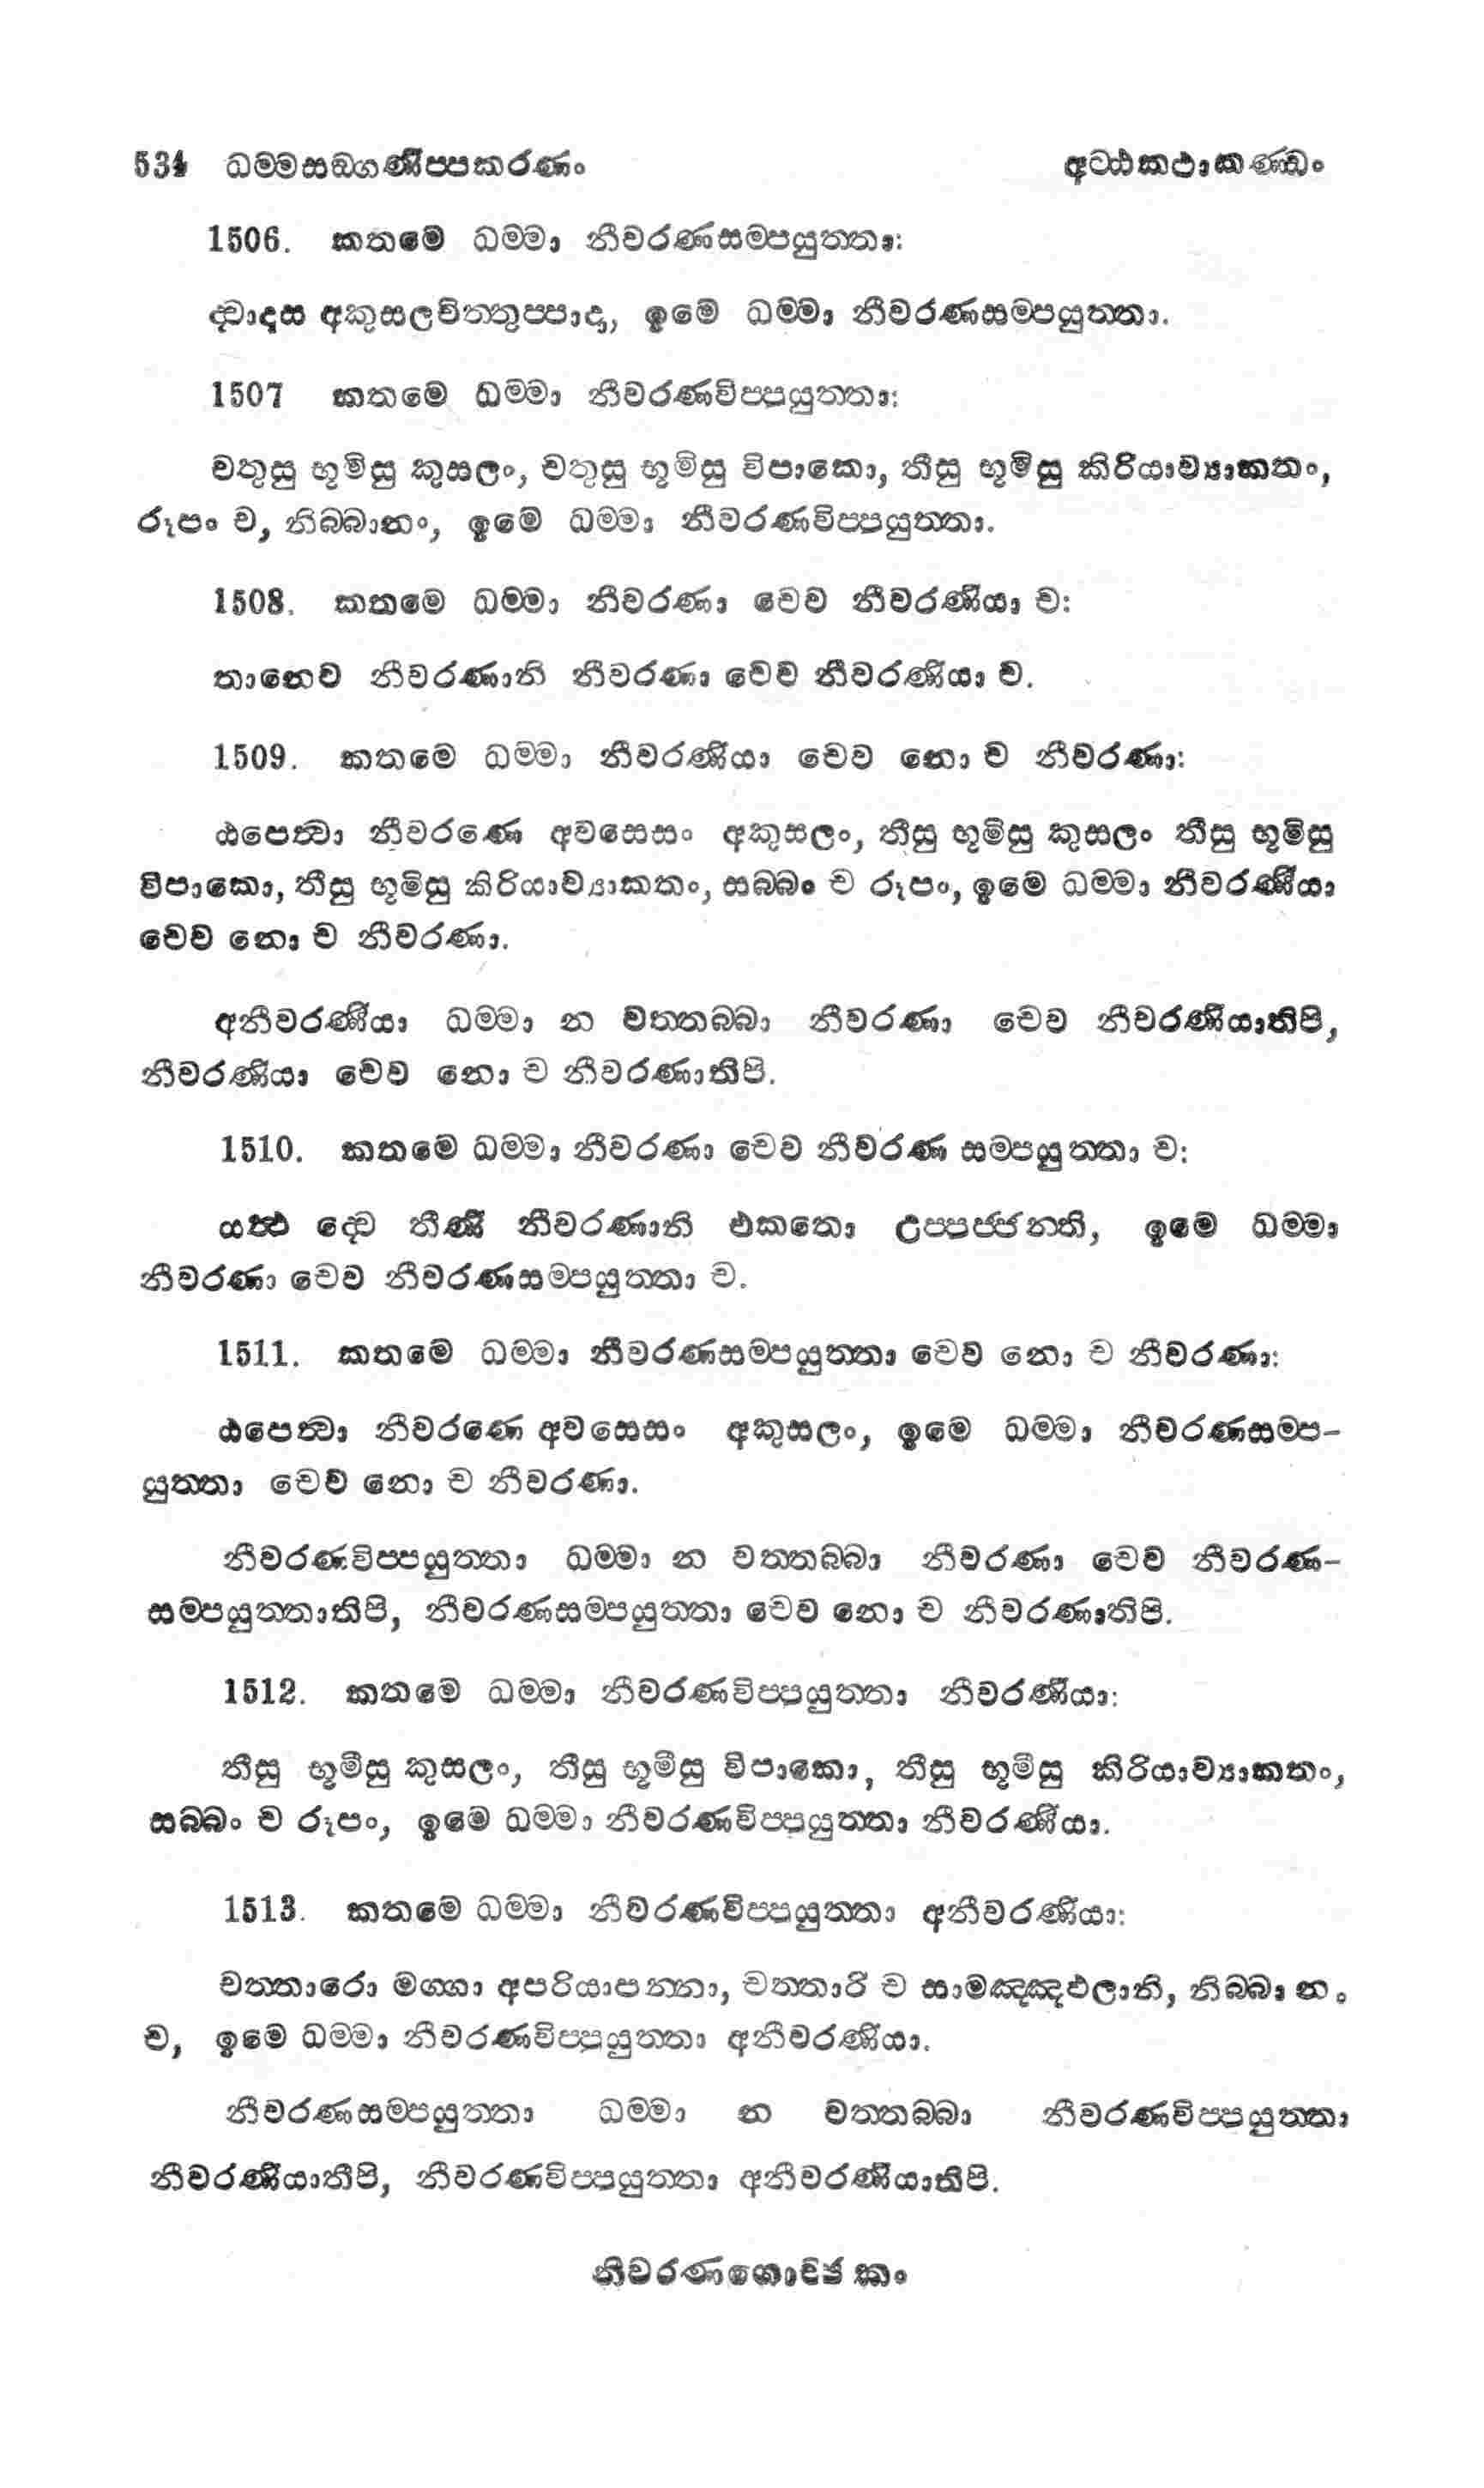 534 ධම්මසඞ්ගණීප්පකරණං අට්ඨකථාකණ්ඩං
1506. කතමෙ ධම්මා නීවරණසම්පයුත්තා:
ද්වාදස අකුසලචිත්තුප්පාදා, ඉමෙ ධම්මා නීවරණසම්පයුත්තා.
1507 කතමෙ ධම්මා නීවරණවිප්පයුත්තා:
චතුසු භූමිසු කුසලං, චතුසු භූමිසු විපාකො, තීසු භූමිසු කිරියාව්‍යාකතං,
රූපං ච, නිබ්බානං, ඉමෙ ධම්මා නීවරණවිප්පයුත්තා.
1508. කතමෙ ධම්මා නීවරණා චෙව නීවරණියා ච:
තානෙව නීවරණානි නීවරණා චෙව නීවරණියා ච.
1509. කතමෙ ධම්මා නීවරණියා චෙව නො ච නීවරණා:
ඨපෙත්වා නීවරණෙ අවසෙසං අකුසලං, තීසු භූමිසු කුසලං තීසු භූමිසු
විපාකො, තීසු භූමිසු කිරියාව්‍යාකතං, සබ්බං ච රූපං, ඉමෙ ධම්මා නීවරණීයා
චෙව නො ච නීවරණා.
අනීවරණීයා ධම්මා න වත්තබ්බා නීවරණා චෙව නීවරණීයාතිපි,
නීවරණියා චෙව නො ච නීවරණාතිපි.
1510. කතමෙ ධම්මා නීවරණා චෙව නීවරණ සම්පයුත්තා ච:
යත්ථ ද්වෙ තීණි නීවරණානි එකතො උප්පජ්ජන්ති, ඉමෙ ධම්මා
නීවරණා චෙව නීවරණසම්පයුත්තා ච.
1511. කතමෙ ධම්මා නීවරණසම්පයුත්තා චෙව නො ච නීවරණා:
ඨපෙත්වා නීවරණෙ අවසෙසං අකුසලං, ඉමෙ ධම්මා නීවරණසම්ප-
යුත්තා චෙව නො ච නීවරණා.
නීවරණවිප්පයුත්තා ධම්මා න වත්තබ්බා නීවරණා චෙව නීවරණ-
සම්පයුත්තාතිපි, නීවරණසම්පයුත්තා චෙව නො ච නීවරණාතිපි.
1512. කතමෙ ධම්මා නීවරණවිප්පයුත්තා නීවරණීයා:
තීසු භූමීසු කුසලං, තීසු භූමීසු විපාකො, තීසු භූමීසු කිරියාව්‍යාකතං,
සබ්බං ච රූපං, ඉමෙ ධම්මා නීවරණවිප්පයුත්තා නීවරණීයා.
1513. කතමෙ ධම්මා නීවරණවිප්පයුත්තා අනීවරණියා:
චත්තාරො මග්ගා අපරියාපන්නා, චත්තාරි ච සාමඤ්ඤඵලානි, නිබ්බානං
ච, ඉමෙ ධම්මා නීවරණවිප්පයුත්තා අනීවරණියා.
නීවරණසම්පයුත්තා ධම්මා න වත්තබ්බා නීවරණවිප්පයුත්තා
නීවරණීයාතීපි, නීවරණවිප්පයුත්තා අනීවරණීයාතිපි.
නීවරණගොච්ඡකං